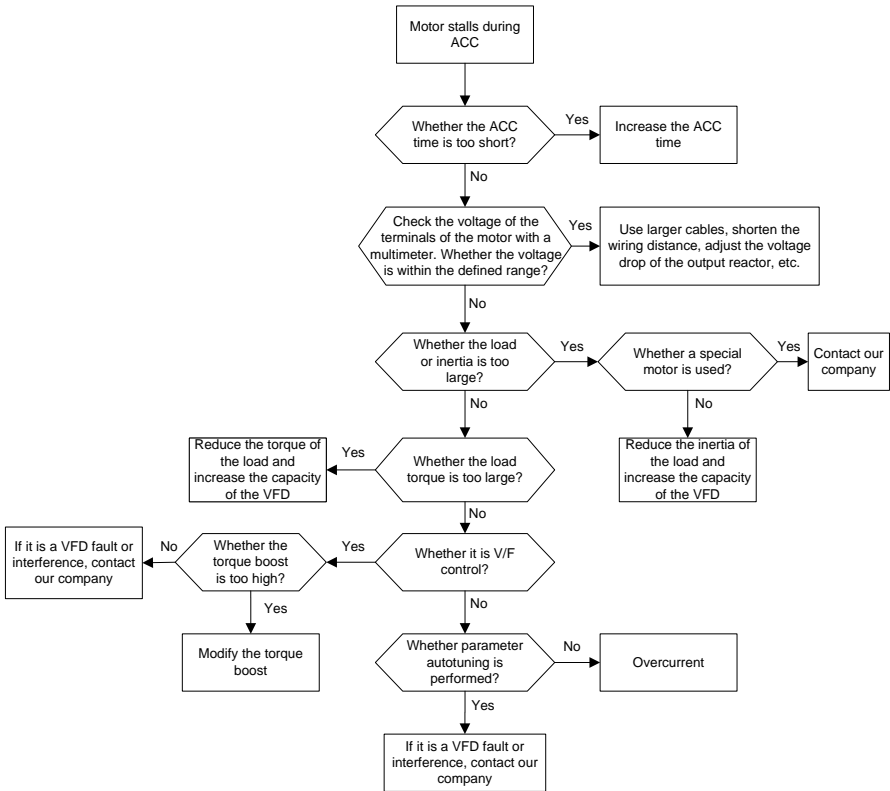 Motor stalls during
ACC
Whether the ACC
time is too short?
Yes
Increase the ACC
time
No
Check the voltage of the
terminals of the motor with a
multimeter. Whether the voltage
is within the defined range?
Yes
Use larger cables, shorten the
wiring distance, adjust the voltage
drop of the output reactor, etc.
No
Whether the load
or inertia is too
large?
Yes
Whether a special
motor is used?
Yes
Contact our
company
No
No
Reduce the torque of
the load and
increase the capacity
of the VFD
Yes
Whether the load
torque is too large?
Reduce the inertia of
the load and
increase the capacity
of the VFD
No
If it is a VFD fault or
interference, contact
our company
No
Whether the
torque boost
is too high?
Yes
Whether it is V/F
control?
Yes
No
Modify the torque
boost
Whether parameter
autotuning is
performed?
No
Overcurrent
Yes
If it is a VFD fault or
interference, contact our
company